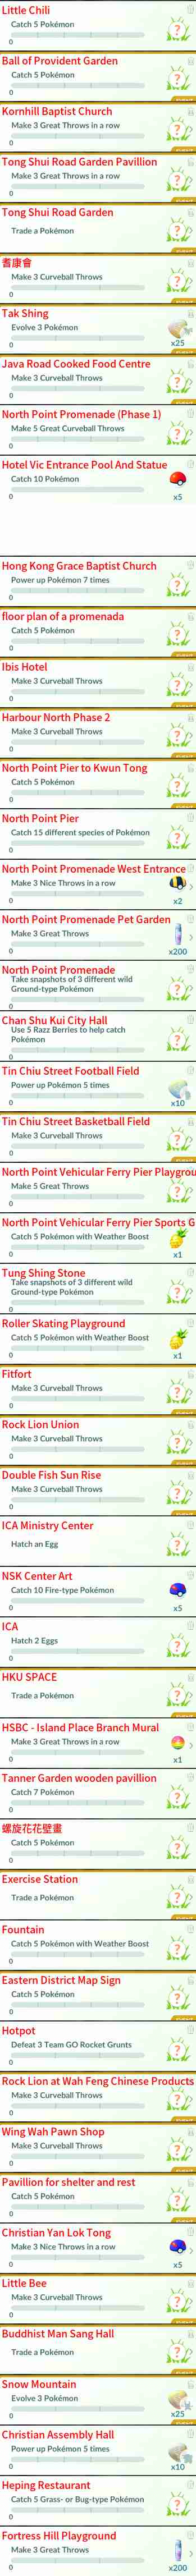 Little Chili
Catch 5 Pokémon
?
0
Ball of Provident Garden
Catch 5 Pokémon
?
0
Kornhill Baptist Church
Make 3 Great Throws in a row
?
0
Tong Shui Road Garden Pavillion
Make 3 Great Throws in a row
?
0
Tong Shui Road Garden
Trade a Pokémon
?
耆康會
Make 3 Curveball Throws
?
0
Tak Shing
Evolve 3 Pokémon
0
x25
Java Road Cooked Food Centre
Make 3 Curveball Throws
?
0
North Point Promenade (Phase 1)
Make 5 Great Curveball Throws
?
0
Hotel Vic Entrance Pool And Statue
Catch 10 Pokémon
0
x5
Hong Kong Grace Baptist Church
Power up Pokémon 7 times
?
0
floor plan of a promenada
Catch 5 Pokémon
?
0
Ibis Hotel
Make 3 Curveball Throws
?
0
Harbour North Phase 2
Make 3 Curveball Throws
?
0
North Point Pier to Kwun Tong
Catch 5 Pokémon
?
0
North Point Pier
Catch 15 different species of Pokémon
?
0
North Point Promenade West Entrance
Make 3 Nice Throws in a row
0
x2
North Point Promenade Pet Garden
Make 3 Great Throws
0
x200
North Point Promenade
Take snapshots of 3 different wild
Ground-type Pokémon
?
0
Chan Shu Kui City Hall
Use 5 Razz Berries to help catch
Pokémon
?
0
Tin Chiu Street Football Field
Power up Pokémon 5 times
0
x10
Tin Chiu Street Basketball Field
Make 3 Curveball Throws
?
0
North Point Vehicular Ferry Pier Playgrou
Make 5 Great Throws
?
0
North Point Vehicular Ferry Pier Sports G
Catch 5 Pokémon with Weather Boost
0
x1
Tung Shing Stone
Take snapshots of 3 different wild
Ground-type Pokémon
?
0
Roller Skating Playground
Catch 5 Pokémon with Weather Boost
0
x1
Fitfort
Make 3 Curveball Throws
?
0
Rock Lion Union
Make 3 Curveball Throws
?
0
Double Fish Sun Rise
Make 3 Curveball Throws
?
0
ICA Ministry Center
Hatch an Egg
?
NSK Center Art
Catch 10 Fire-type Pokémon
0
x5
ICA
Hatch 2 Eggs
?
0
HKU SPACE
Trade a Pokémon
?
HSBC - Island Place Branch Mural
Make 3 Great Throws in a row
0
x1
Tanner Garden wooden pavillion
Catch 7 Pokémon
?
0
螺旋花花壁畫
Catch 5 Pokémon
?
0
Exercise Station
Trade a Pokémon
?
Fountain
Catch 5 Pokémon with Weather Boost
?
0
Eastern District Map Sign
Catch 5 Pokémon
?
0
Hotpot
Defeat 3 Team GO Rocket Grunts
?
0
Rock Lion at Wah Feng Chinese Products
Make 3 Curveball Throws
?
0
Wing Wah Pawn Shop
Make 3 Curveball Throws
?
0
Pavillion for shelter and rest
Catch 5 Pokémon
?
0
Christian Yan Lok Tong
Make 3 Nice Throws in a row
0
x5
Little Bee
Make 3 Curveball Throws
?
0
Buddhist Man Sang Hall
Trade a Pokémon
?
Snow Mountain
Evolve 3 Pokémon
0
x25
Christian Assembly Hall
Power up Pokémon 5 times
0
x10
Heping Restaurant
Catch 5 Grass- or Bug-type Pokémon
?
0
Fortress Hill Playground
Make 3 Great Throws
0
x200